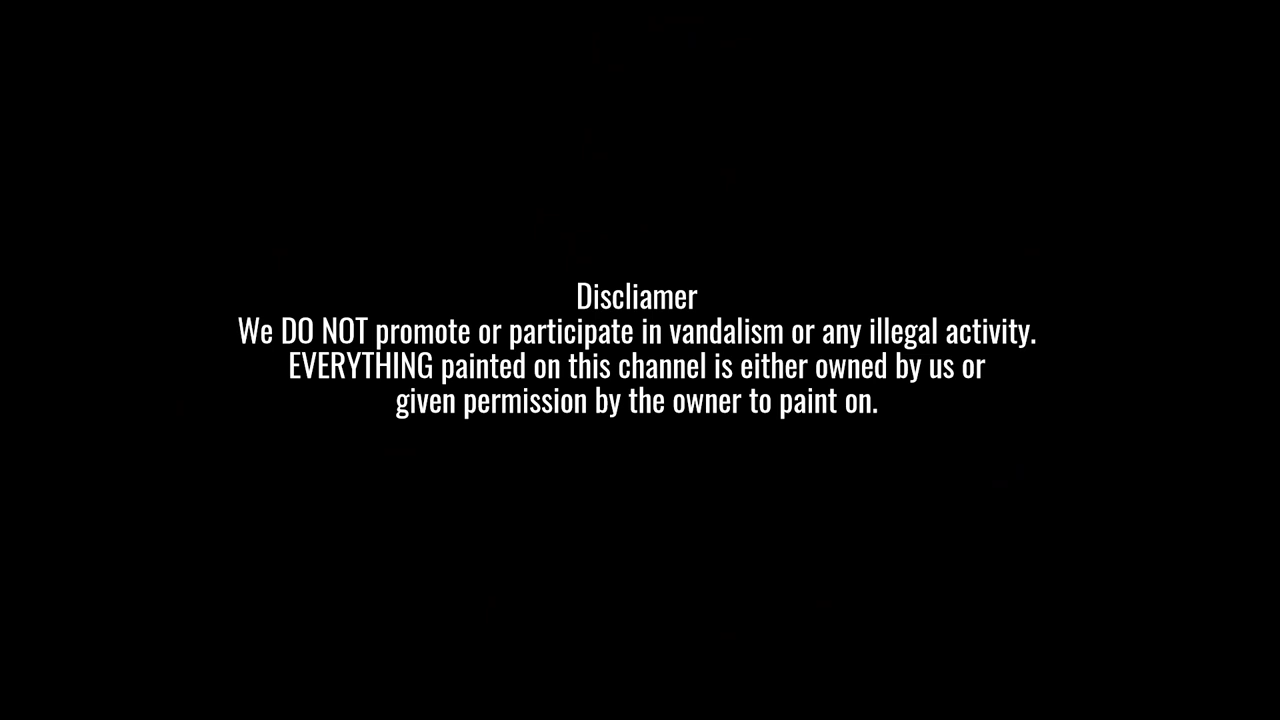 Discliamer
We DO NOT promote or participate in vandalism or any illegal activity.
EVERYTHING painted on this channel is either owned by us or
given permission by the owner to paint on.